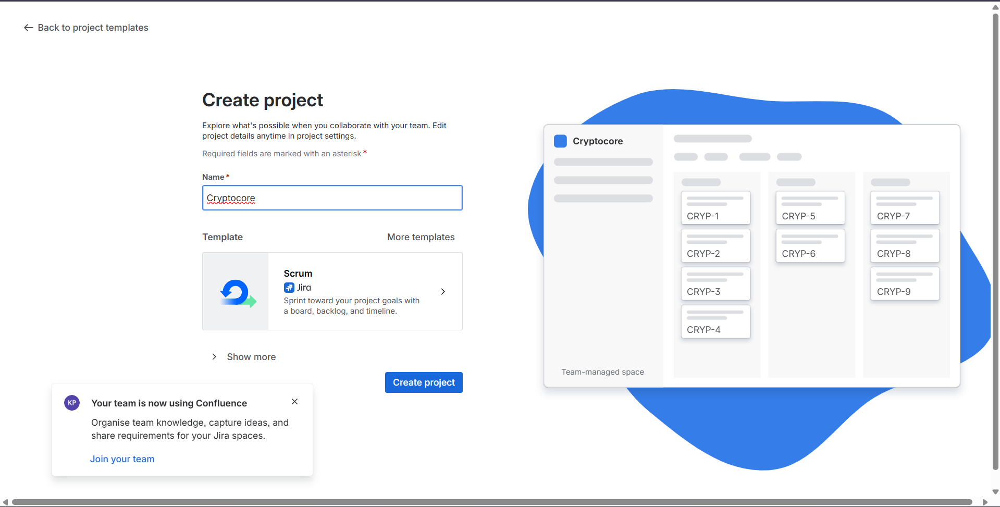 Back to project templates
Create project
Explore what's possible when you collaborate with your team. Edit
project details anytime in project settings.
Required fields are marked with an asterisk *
Name *
Cryptocore
Template
More templates
Scrum
Jira
Sprint toward your project goals with
a board, backlog, and timeline.
Show more
Create project
KP
Your team is now using Confluence
Organise team knowledge, capture ideas, and
share requirements for your Jira spaces.
Join your team
Cryptocore
Team-managed space
CRYP-1
CRYP-2
CRYP-3
CRYP-4
CRYP-5
CRYP-6
CRYP-7
CRYP-8
CRYP-9